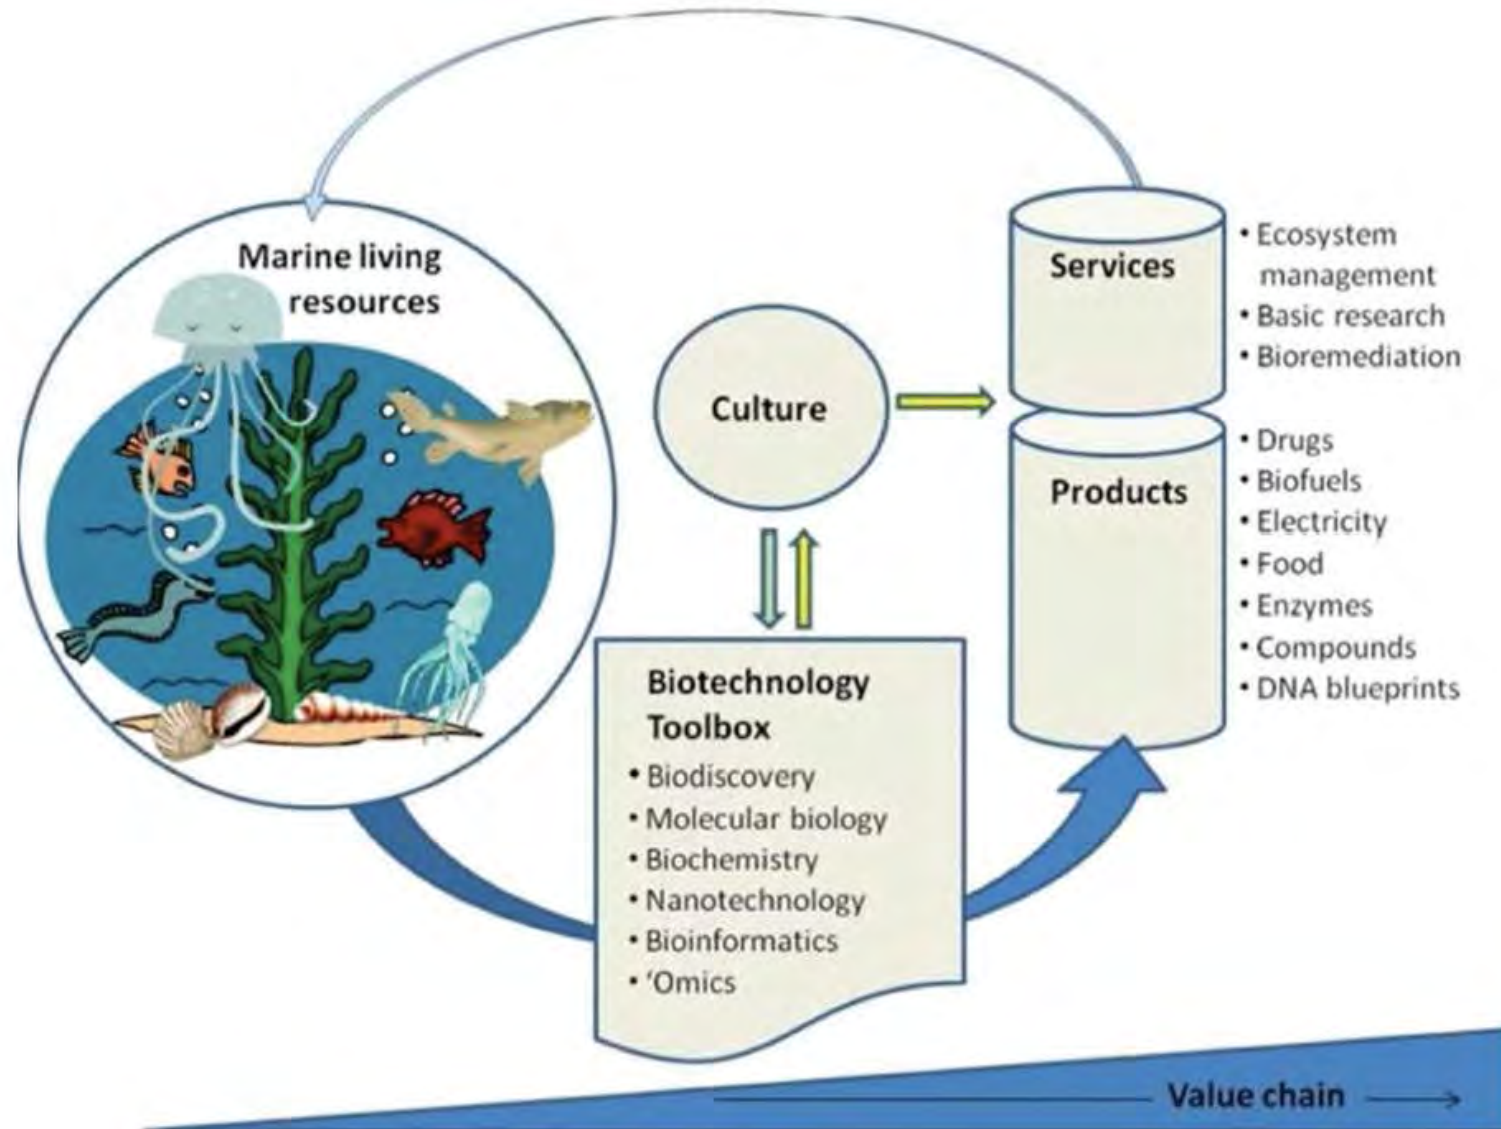 Marine living
resources
Culture
Services
• Ecosystem
management
• Basic research
• Bioremediation
Products
• Drugs
• Biofuels
• Electricity
• Food
• Enzymes
• Compounds
• DNA blueprints
Biotechnology
Toolbox
• Biodiscovery
• Molecular biology
• Biochemistry
• Nanotechnology
• Bioinformatics
• ‘Omics
Value chain